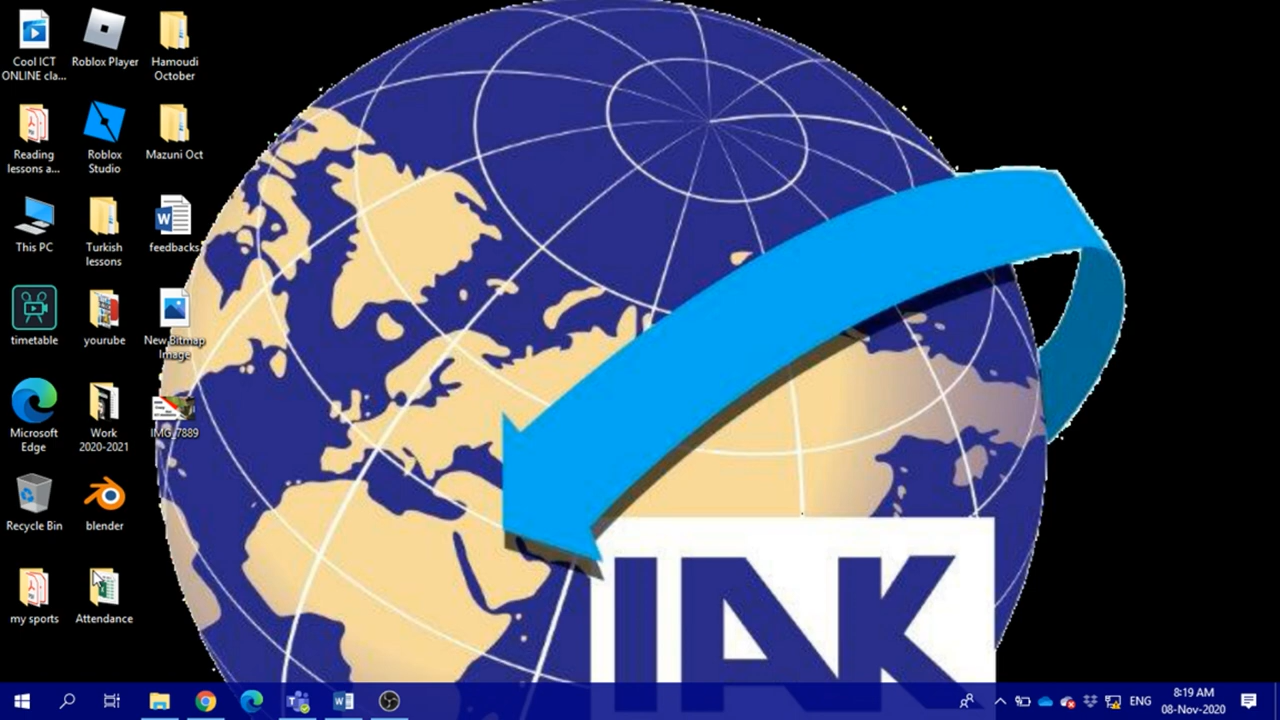 Cool ICT
ONLINE cla...
Roblox Player
Hamoudi
October
Reading
lessons a...
Roblox
Studio
Mazuni Oct
This PC
Turkish
lessons
feedbacks
timetable
yourube
New Bitmap
Image
Microsoft
Edge
Work
2020-2021
IMG_7889
Recycle Bin
blender
my sports
Attendance
IAK
ENG
8:19 AM
08-Nov-2020